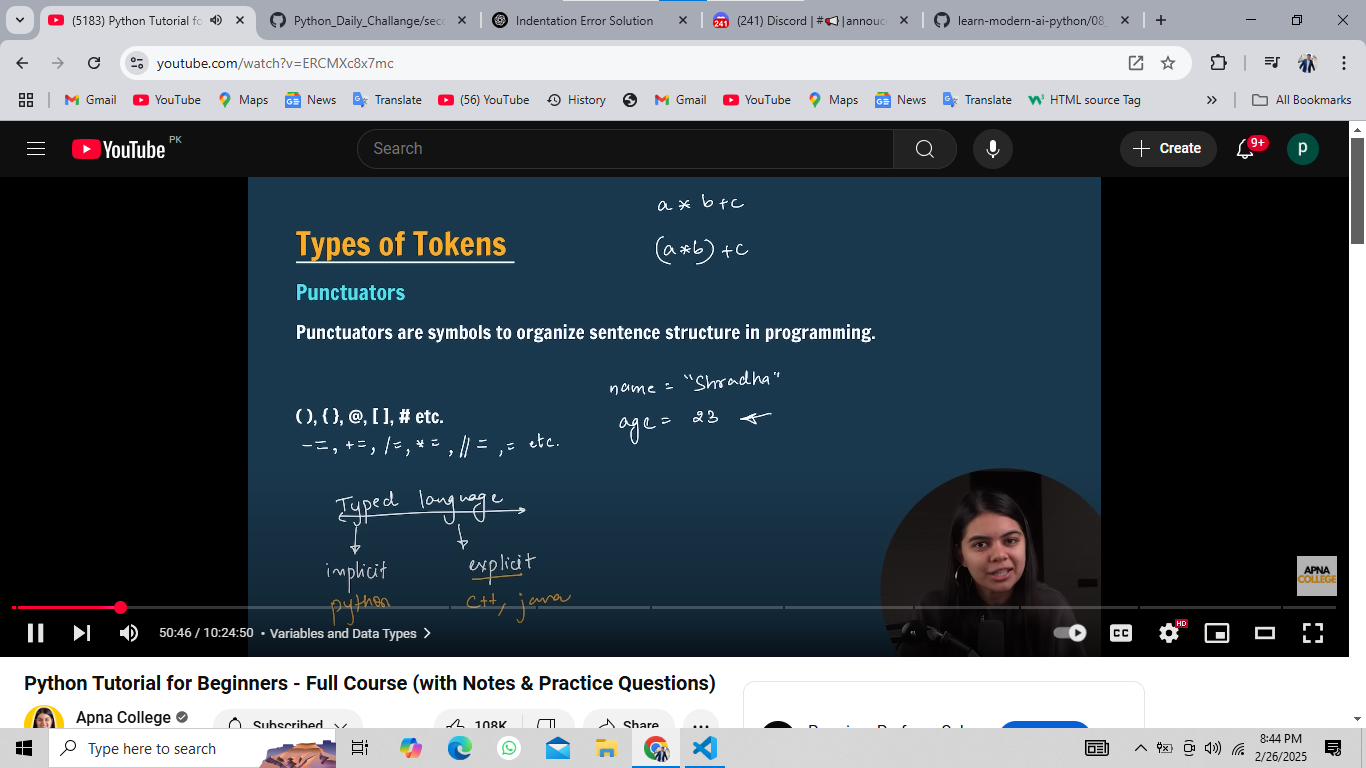 (5183) Python Tutorial fo
Python_Daily_Challange/sec
Indentation Error Solution
241
(241) Discord | #📢|annouc
learn-modern-ai-python/08_
youtube.com/watch?v=ERCMXc8x7mc
Gmail
YouTube
Maps
News
Translate
(56) YouTube
History
Gmail
YouTube
Maps
News
Translate
HTML source Tag
»
All Bookmarks
YouTube PK
Search
Create
9+
p
a * b + c
Types of Tokens
(a*b) + c
Punctuators
Punctuators are symbols to organize sentence structure in programming.
name = "Shradha"
( ), { }, @, [ ], # etc.
age = 23
-=, +=, /=, *=, //=, = etc.
Typed language
implicit
explicit
python
C++, java
APNA
COLLEGE
50:46 / 10:24:50 • Variables and Data Types
CC
HD
Python Tutorial for Beginners - Full Course (with Notes & Practice Questions)
Apna College
Subscribed
108K
Share
Type here to search
8:44 PM
2/26/2025